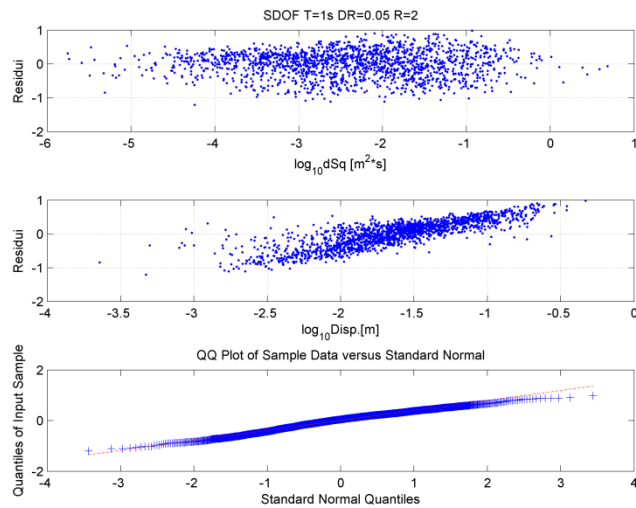 SDOF T=1s DR=0.05 R=2
1
0
-1
-2
Residui
-6 -5 -4 -3 -2 -1 0 1
log10dSq [m2*s]
1
0
-1
-2
Residui
-4 -3.5 -3 -2.5 -2 -1.5 -1 -0.5 0
log10Disp.[m]
QQ Plot of Sample Data versus Standard Normal
2
0
-2
Quantiles of Input Sample
-4 -3 -2 -1 0 1 2 3 4
Standard Normal Quantiles